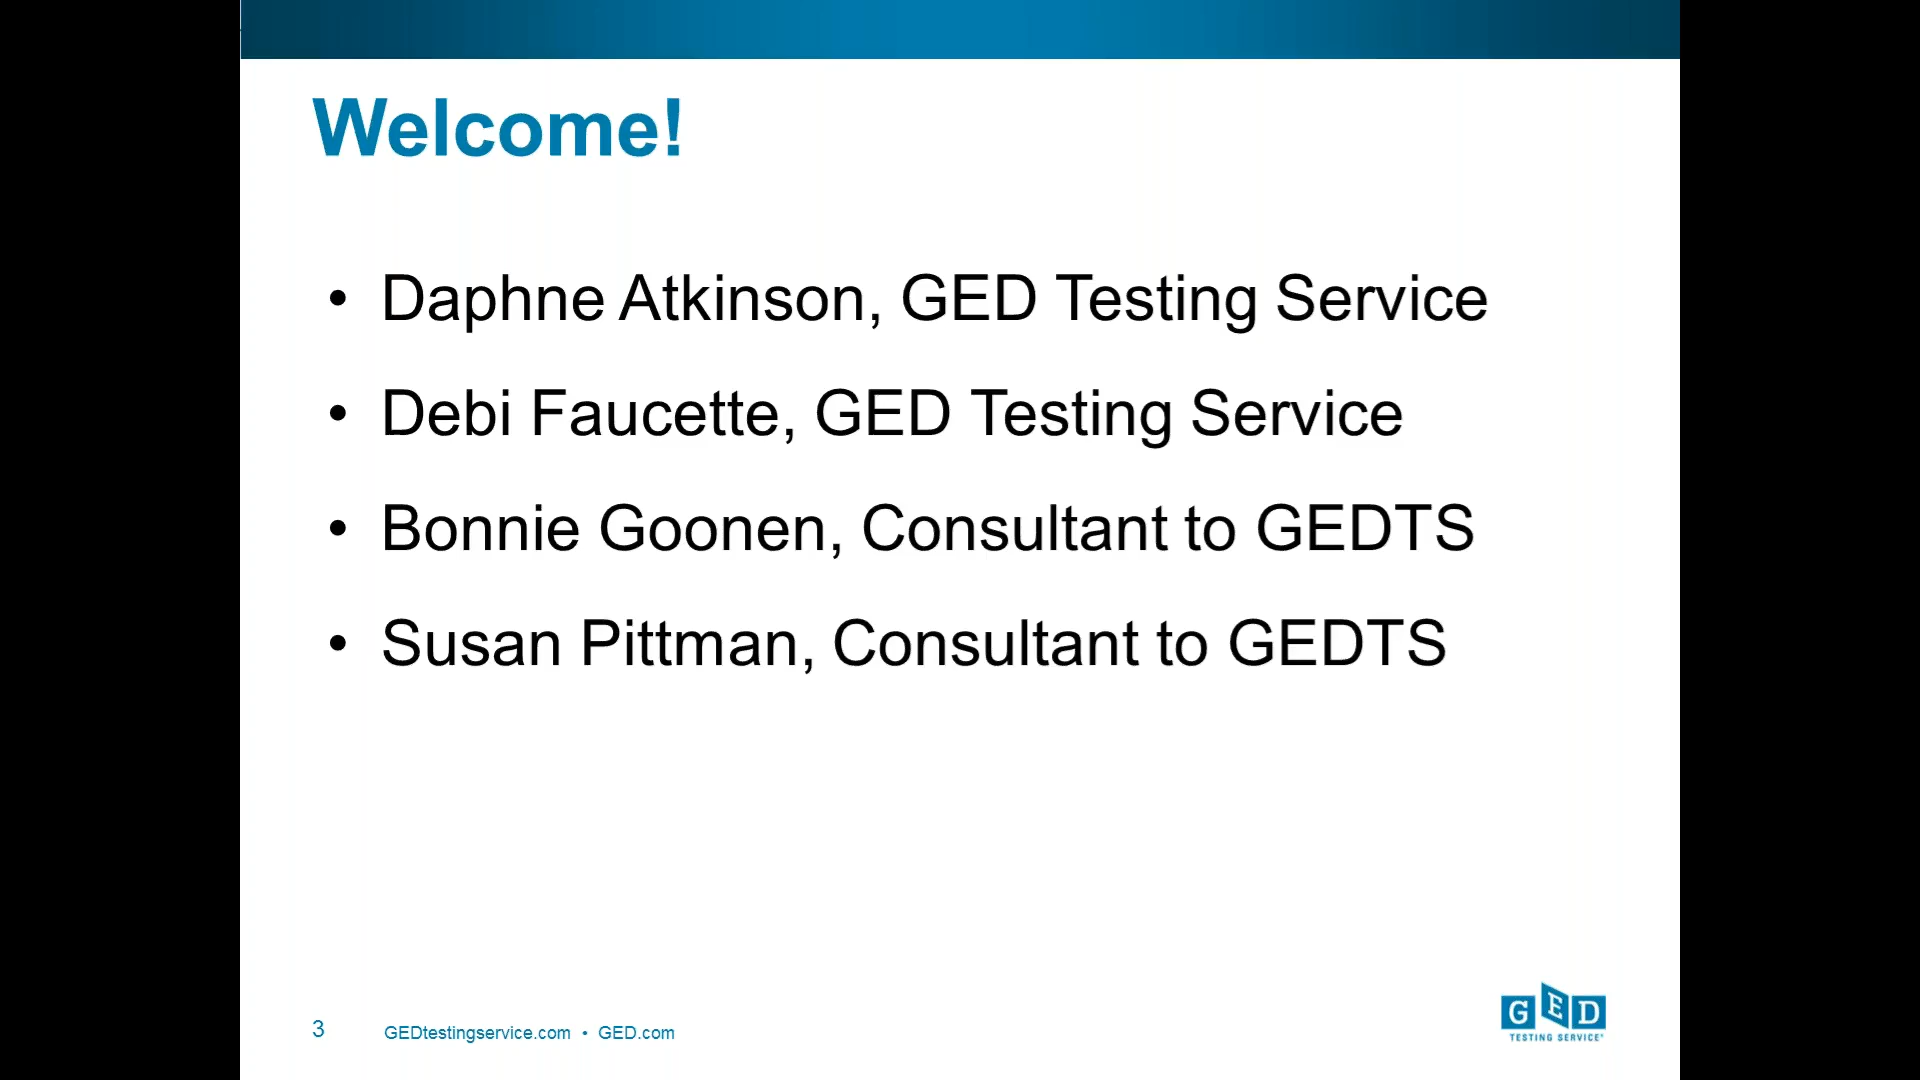 Welcome!
• Daphne Atkinson, GED Testing Service
• Debi Faucette, GED Testing Service
• Bonnie Goonen, Consultant to GEDTS
• Susan Pittman, Consultant to GEDTS
3 GEDtestingservice.com • GED.com
GED
TESTING SERVICE®